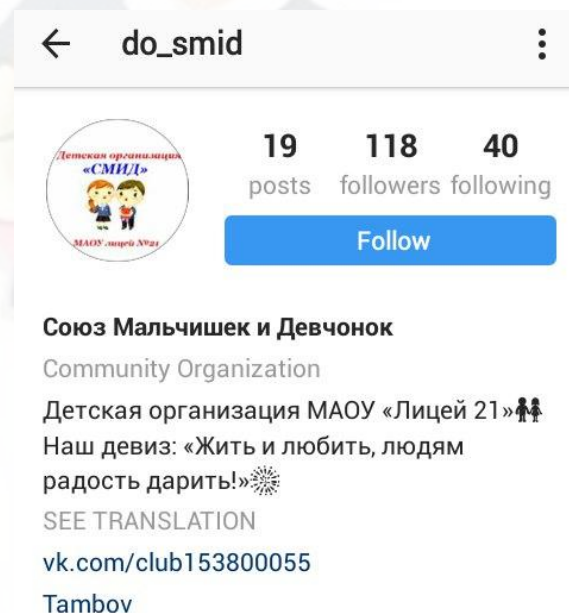 do_smid
Детская организация
«СМИД»
МАОУ лицей №21
19 118 40
posts followers following
Follow
Союз Мальчишек и Девчонок
Community Organization
Детская организация МАОУ «Лицей 21»👫
Наш девиз: «Жить и любить, людям
радость дарить!»🎆
SEE TRANSLATION
vk.com/club153800055
Tambov